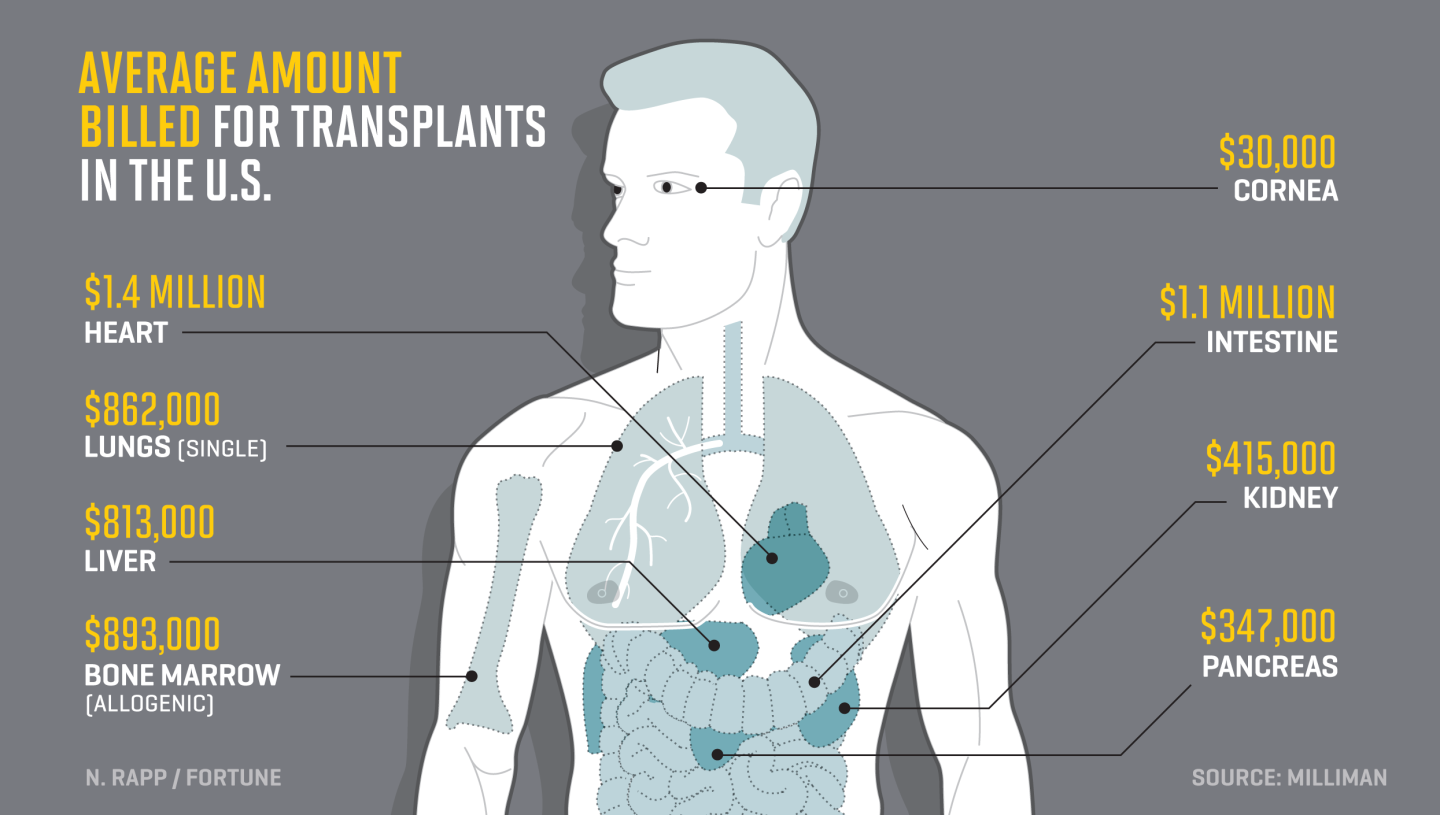 AVERAGE AMOUNT
BILLED FOR TRANSPLANTS
IN THE U.S.
$1.4 MILLION
HEART
$862,000
LUNGS (SINGLE)
$813,000
LIVER
$893,000
BONE MARROW
(ALLOGENIC)
$30,000
CORNEA
$1.1 MILLION
INTESTINE
$415,000
KIDNEY
$347,000
PANCREAS
N. RAPP / FORTUNE
SOURCE: MILLIMAN